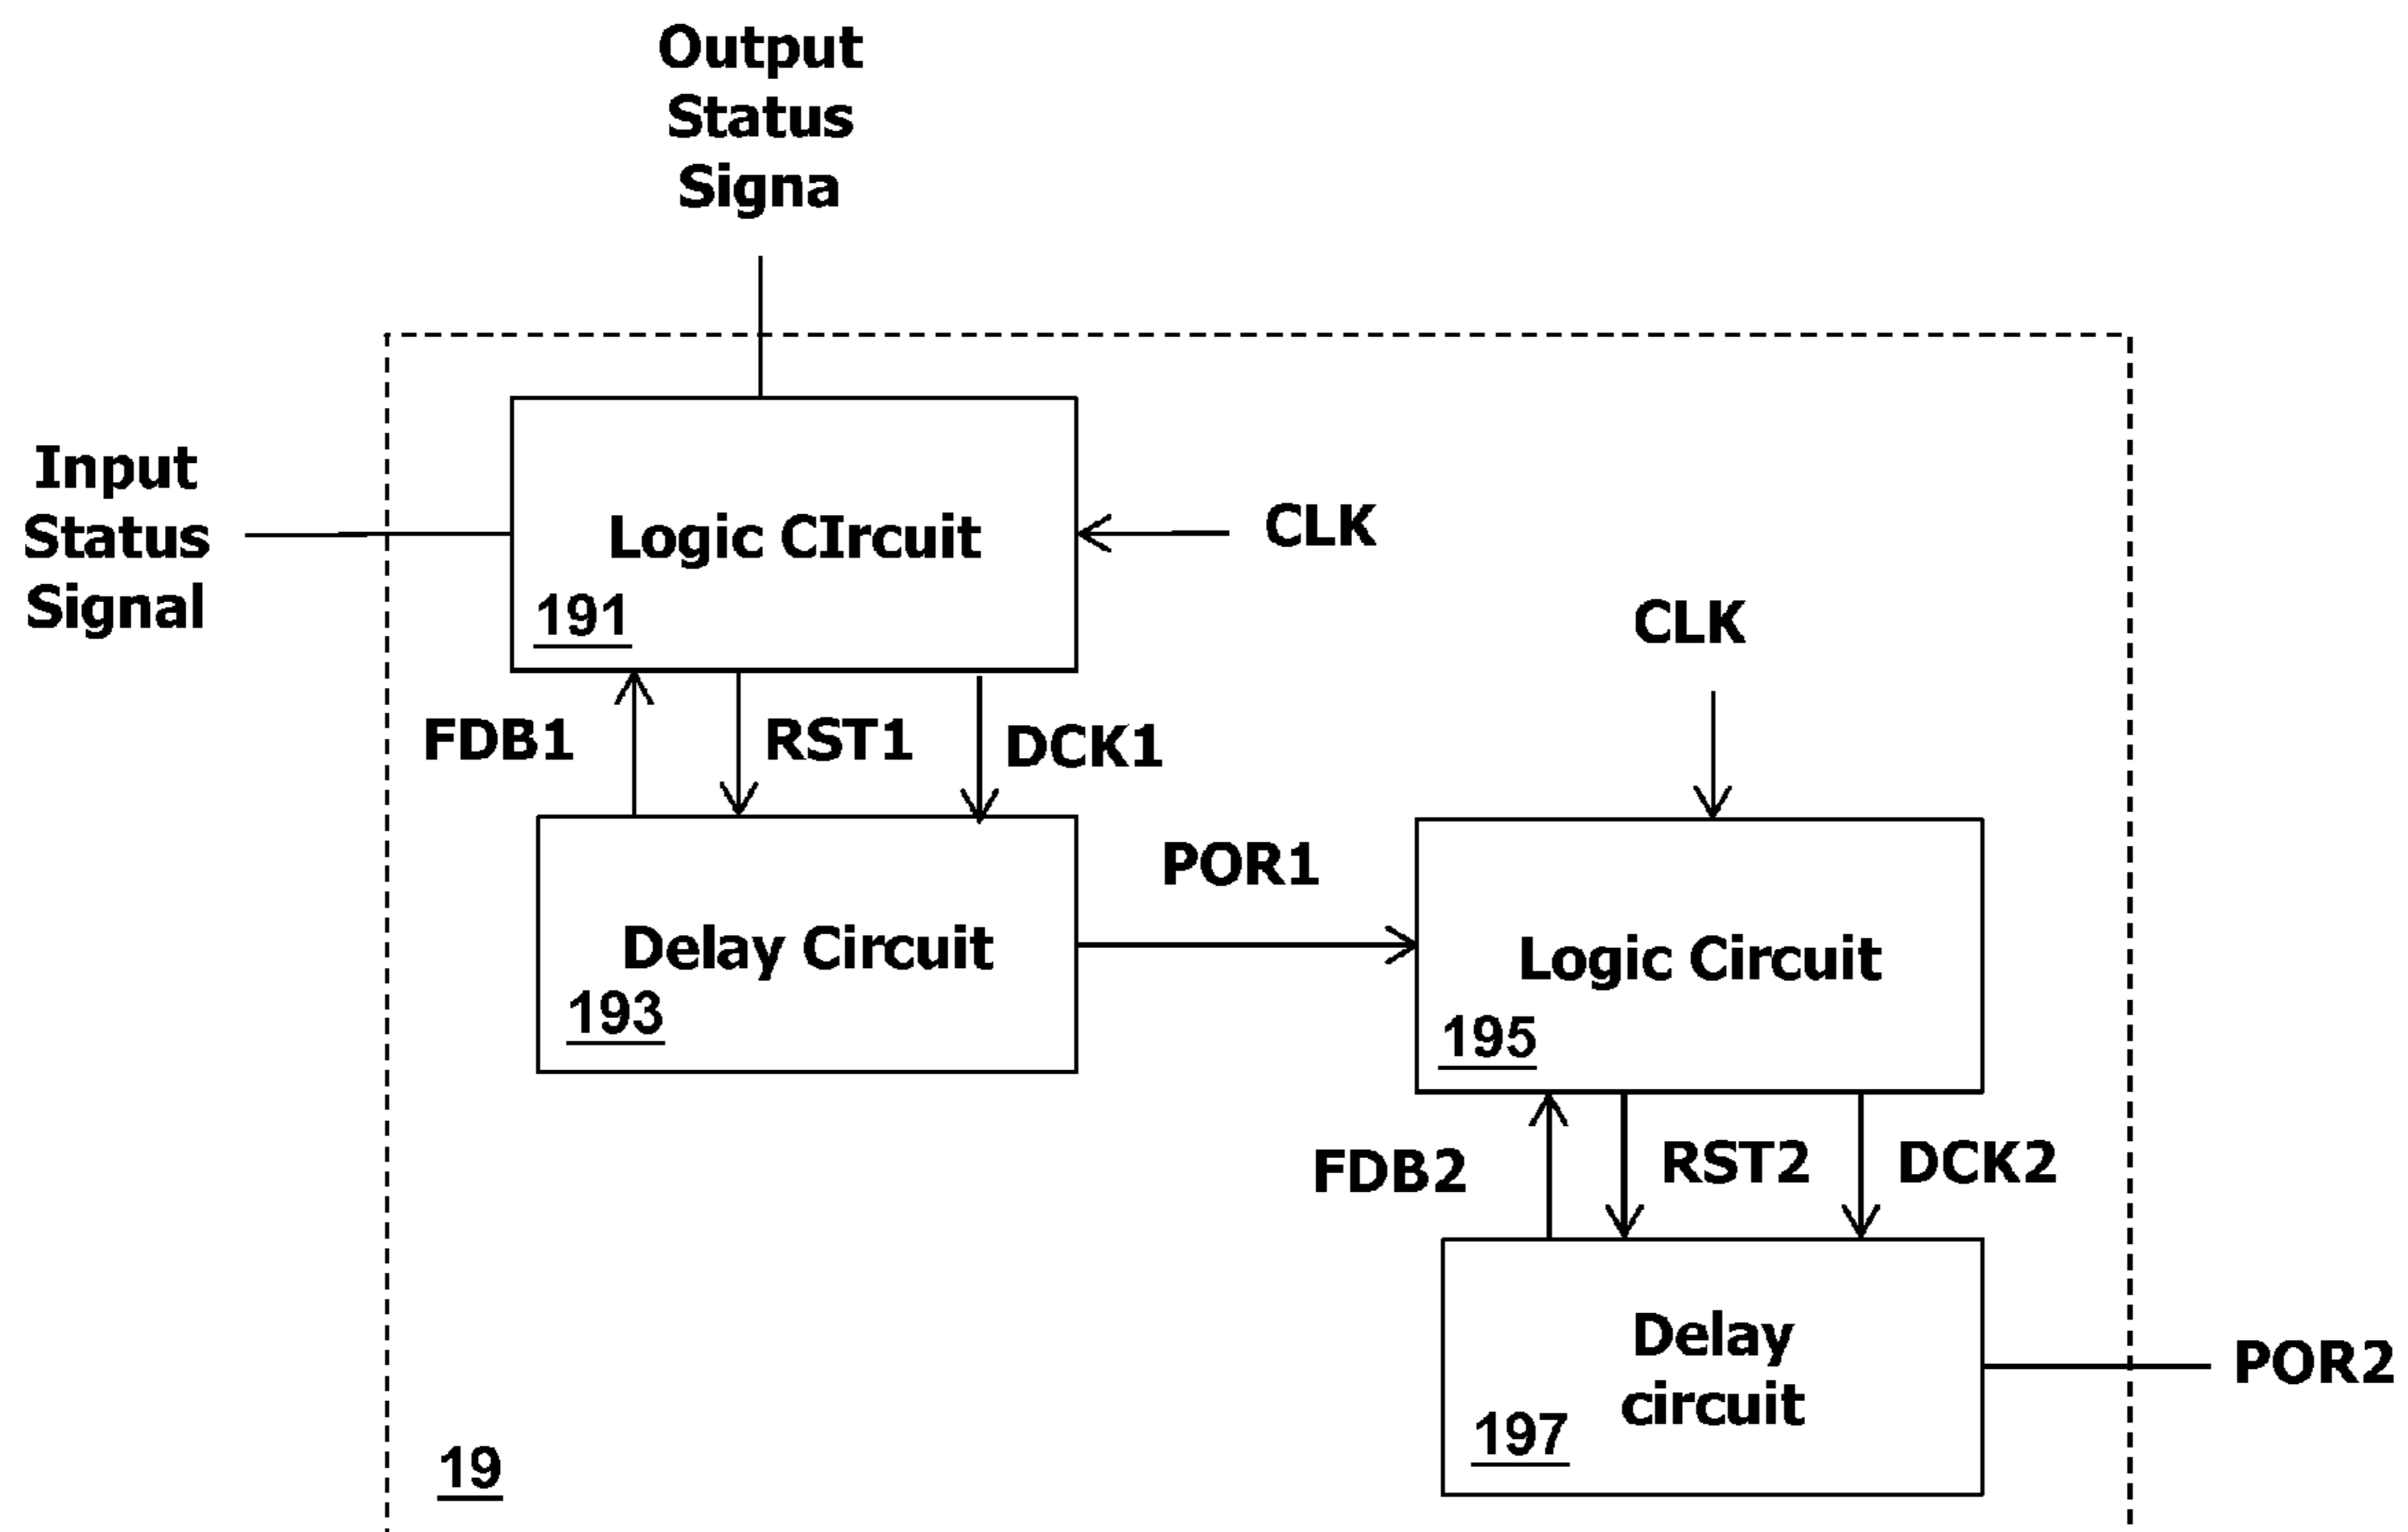 Output
Status
Signa
Input
Status
Signal
Logic CIrcuit
191
CLK
CLK
FDB1
RST1
DCK1
POR1
Delay Circuit
193
Logic Circuit
195
FDB2
RST2
DCK2
Delay
circuit
197
POR2
19